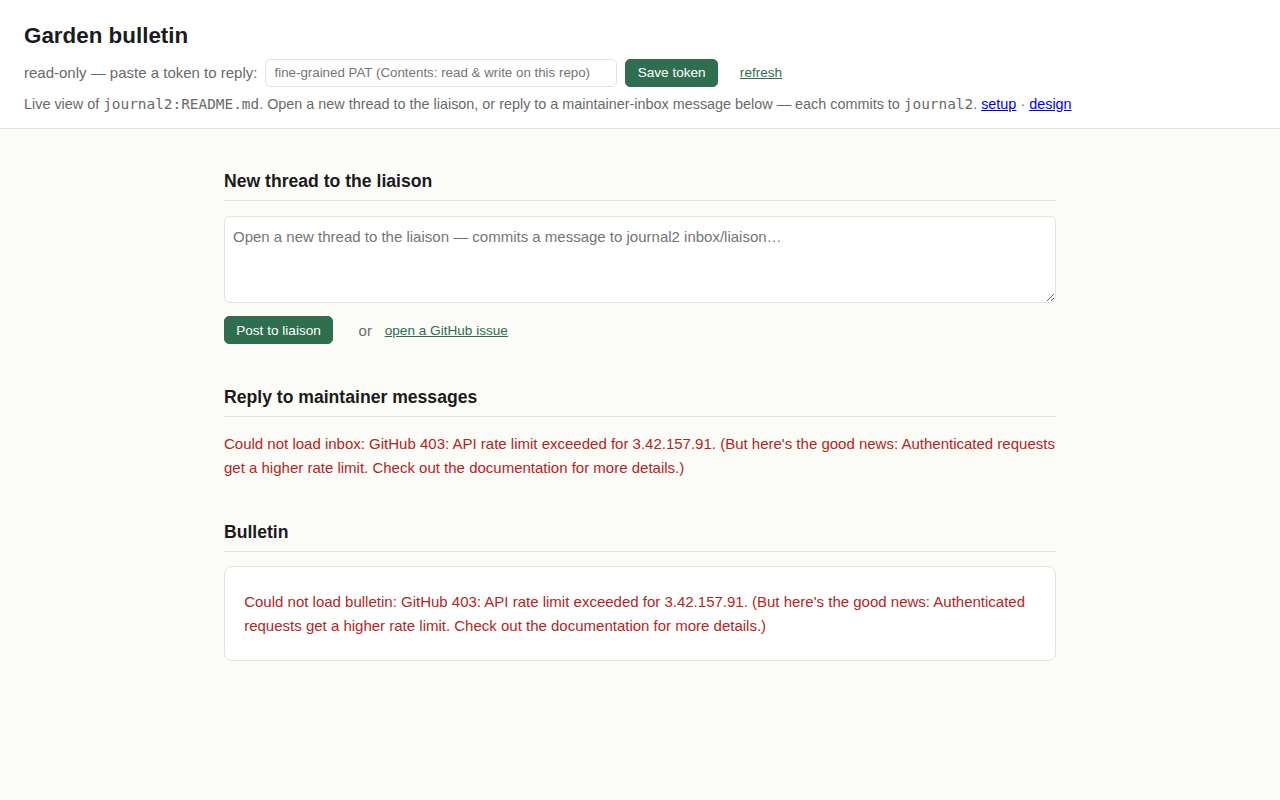 Garden bulletin
read-only — paste a token to reply: fine-grained PAT (Contents: read & write on this repo) Save token refresh
Live view of journal2:README.md. Open a new thread to the liaison, or reply to a maintainer-inbox message below — each commits to journal2. setup · design
New thread to the liaison
Open a new thread to the liaison — commits a message to journal2 inbox/liaison…
Post to liaison or open a GitHub issue
Reply to maintainer messages
Could not load inbox: GitHub 403: API rate limit exceeded for 3.42.157.91. (But here's the good news: Authenticated requests
get a higher rate limit. Check out the documentation for more details.)
Bulletin
Could not load bulletin: GitHub 403: API rate limit exceeded for 3.42.157.91. (But here's the good news: Authenticated
requests get a higher rate limit. Check out the documentation for more details.)